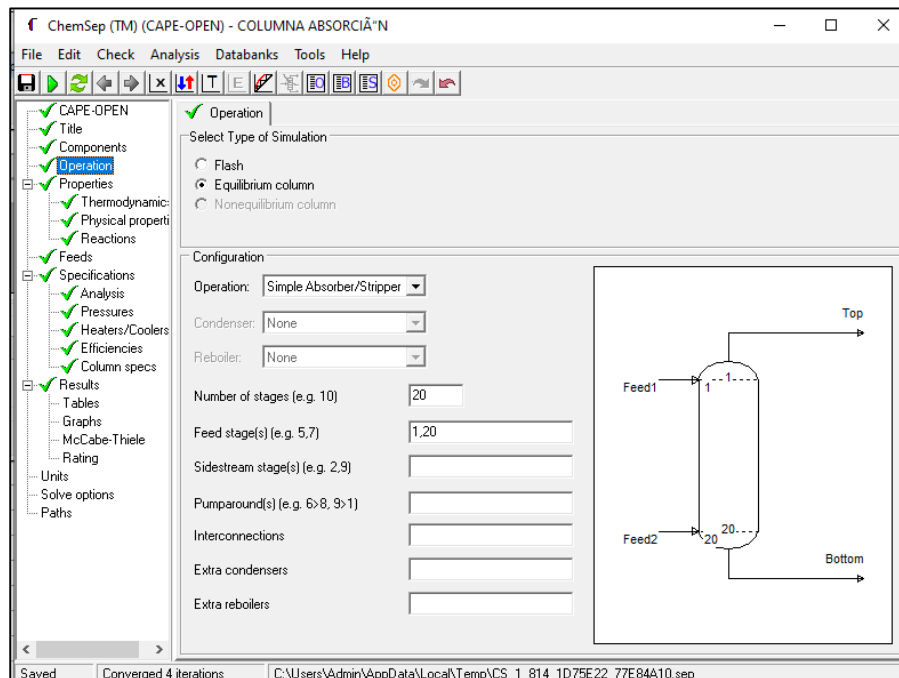 ChemSep (TM) (CAPE-OPEN) - COLUMNA ABSORCIÃ"N
File Edit Check Analysis Databanks Tools Help
CAPE-OPEN
Title
Components
Operation
Properties
Thermodynamic:
Physical properti
Reactions
Feeds
Specifications
Analysis
Pressures
Heaters/Coolers
Efficiencies
Column specs
Results
Tables
Graphs
McCabe-Thiele
Rating
Units
Solve options
Paths
Operation
Select Type of Simulation
Flash
Equilibrium column
Nonequilibrium column
Configuration
Operation: Simple Absorber/Stripper
Condenser: None
Reboiler: None
Number of stages (e.g. 10) 20
Feed stage(s) (e.g. 5,7) 1,20
Sidestream stage(s) (e.g. 2,9)
Pumparound(s) (e.g. 6>8, 9>1)
Interconnections
Extra condensers
Extra reboilers
Top
Feed1
1
1
Feed2
20
20
Bottom
Saved Converged 4 iterations C:\Users\Admin\AppData\Local\Temp\CS_1_814_1D75E22_77E84A10.sep